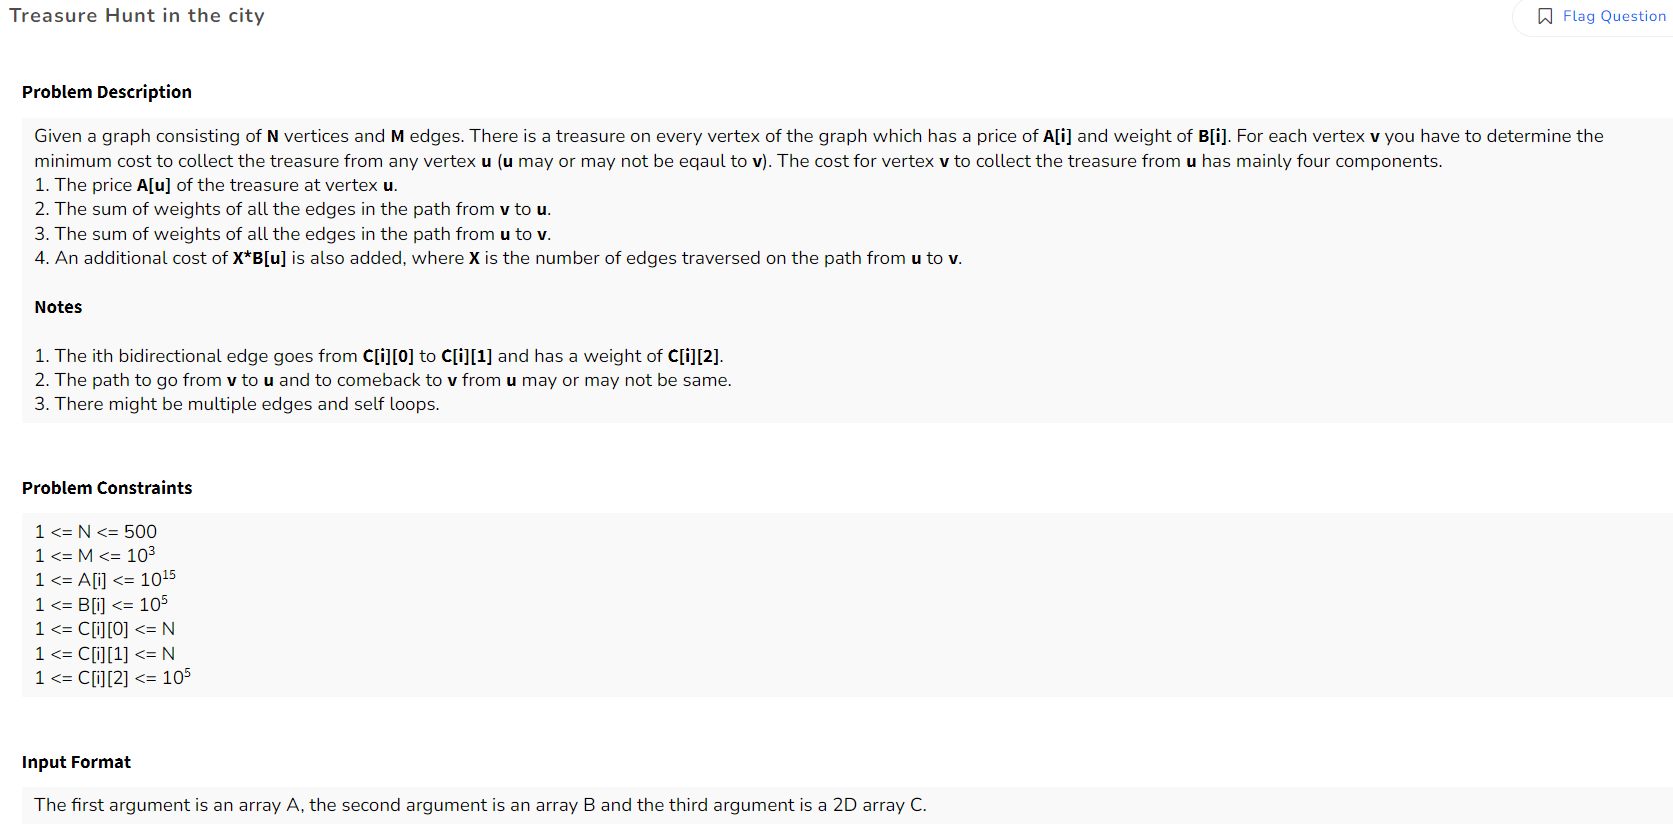 Treasure Hunt in the city
Flag Question
Problem Description
Given a graph consisting of N vertices and M edges. There is a treasure on every vertex of the graph which has a price of A[i] and weight of B[i]. For each vertex v you have to determine the
minimum cost to collect the treasure from any vertex u (u may or may not be eqaul to v). The cost for vertex v to collect the treasure from u has mainly four components.
1. The price A[u] of the treasure at vertex u.
2. The sum of weights of all the edges in the path from v to u.
3. The sum of weights of all the edges in the path from u to v.
4. An additional cost of X*B[u] is also added, where X is the number of edges traversed on the path from u to v.
Notes
1. The ith bidirectional edge goes from C[i][0] to C[i][1] and has a weight of C[i][2].
2. The path to go from v to u and to comeback to v from u may or may not be same.
3. There might be multiple edges and self loops.
Problem Constraints
1 <= N <= 500
1 <= M <= 10³
1 <= A[i] <= 10¹⁵
1 <= B[i] <= 10⁵
1 <= C[i][0] <= N
1 <= C[i][1] <= N
1 <= C[i][2] <= 10⁵
Input Format
The first argument is an array A, the second argument is an array B and the third argument is a 2D array C.